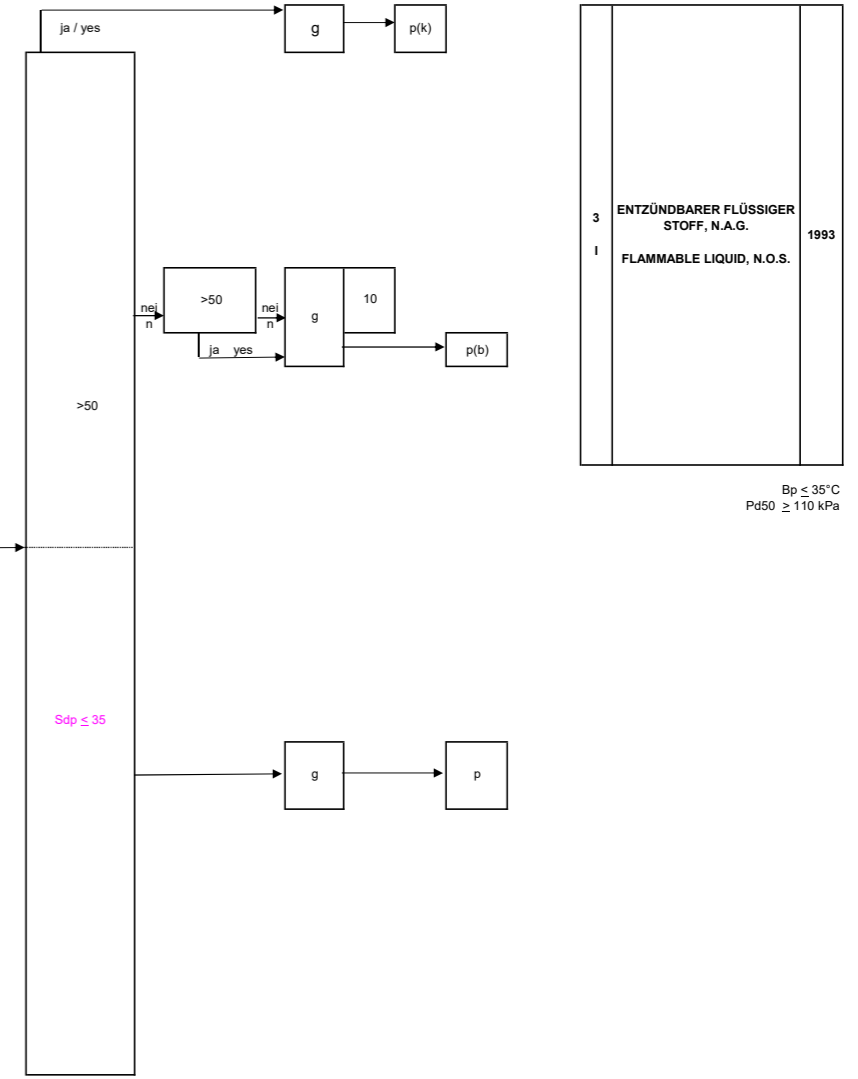 ja / yes
g
p(k)
3
I
ENTZÜNDBARER FLÜSSIGER
STOFF, N.A.G.
FLAMMABLE LIQUID, N.O.S.
1993
>50
nei
n
>50
nei
n
g
10
ja yes
p(b)
Bp ≤ 35°C
Pd50 ≥ 110 kPa
Sdp ≤ 35
g
p